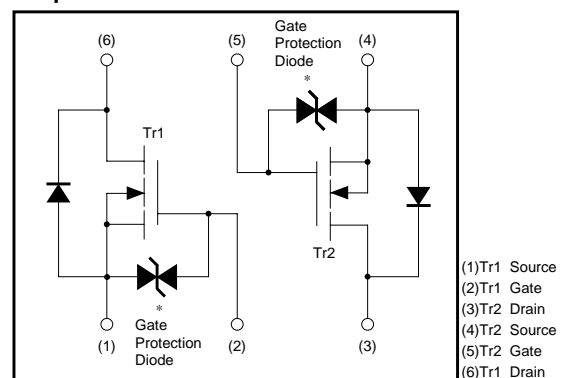 (6)
(5)
Gate
Protection
Diode
*
(4)
Tr1
Tr2
*
Gate
Protection
Diode
(1)
(2)
(3)
(1)Tr1 Source
(2)Tr1 Gate
(3)Tr2 Drain
(4)Tr2 Source
(5)Tr2 Gate
(6)Tr1 Drain